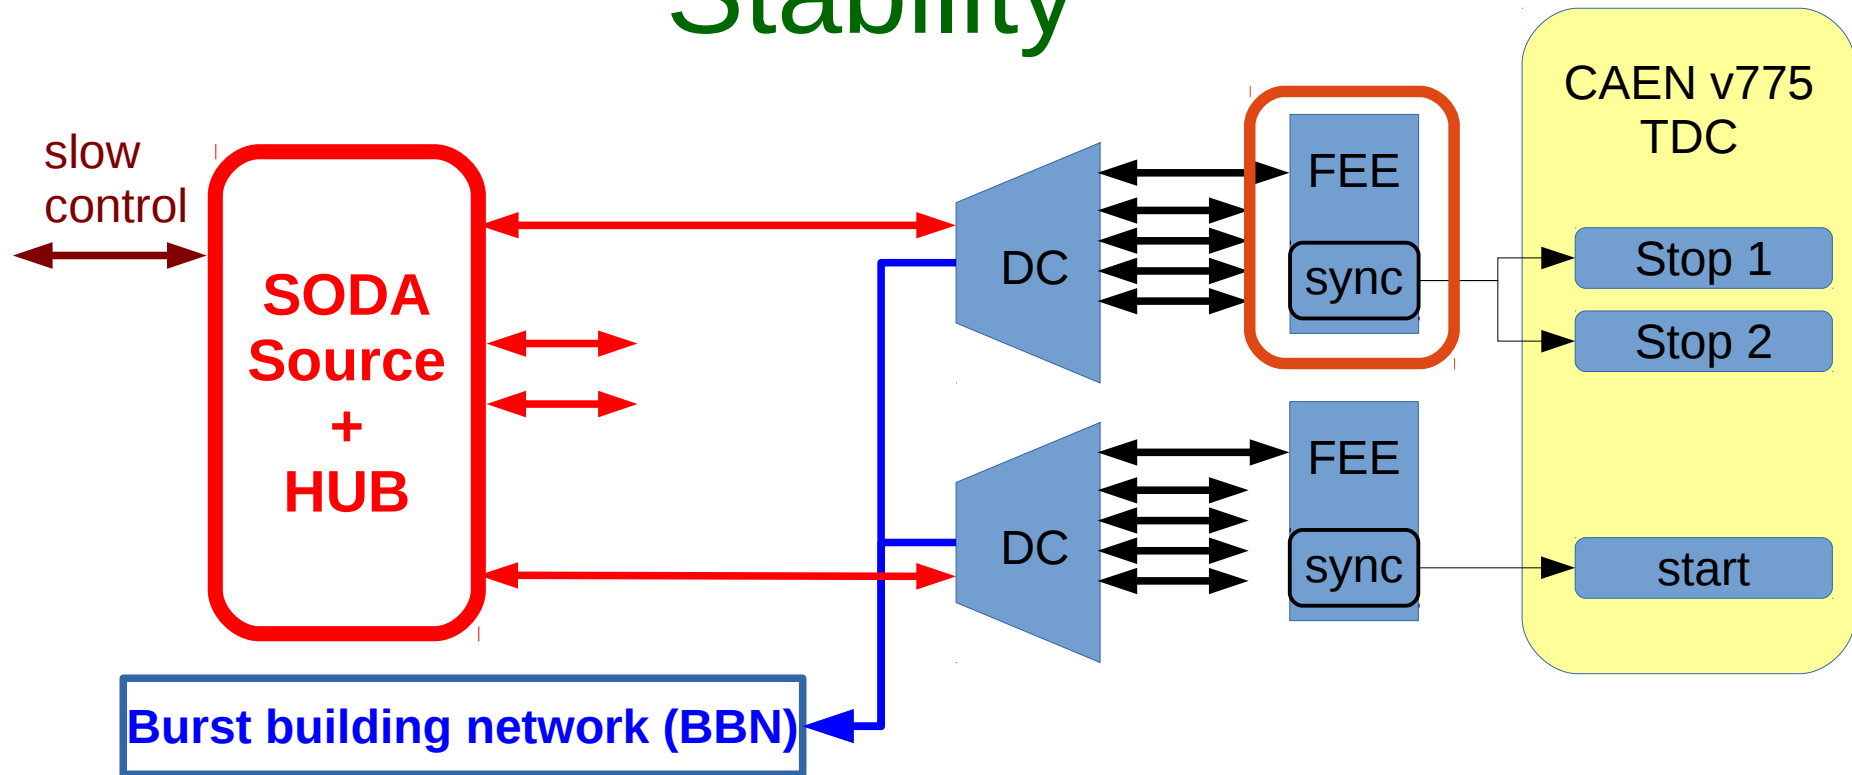 Stability
slow
control
SODA
Source
+
HUB
DC
FEE
sync
CAEN v775
TDC
Stop 1
Stop 2
DC
FEE
sync
start
Burst building network (BBN)